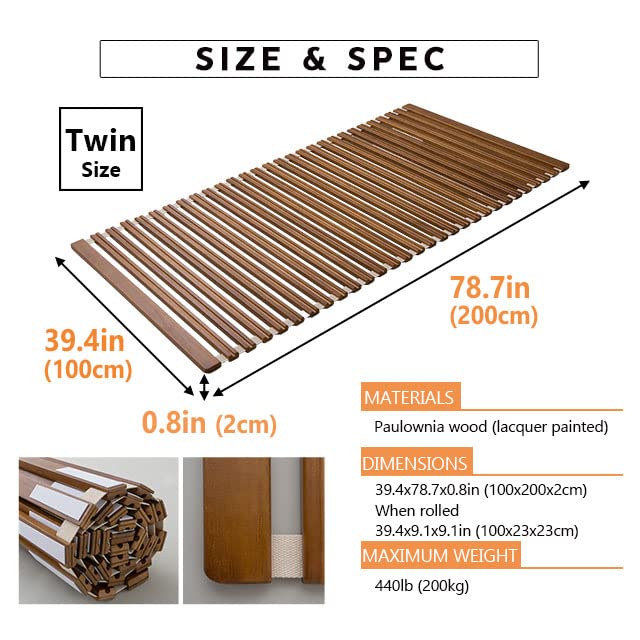 SIZE & SPEC
Twin
Size
39.4in
(100cm)
78.7in
(200cm)
0.8in (2cm)
MATERIALS
Paulownia wood (lacquer painted)
DIMENSIONS
39.4x78.7x0.8in (100x200x2cm)
When rolled
39.4x9.1x9.1in (100x23x23cm)
MAXIMUM WEIGHT
440lb (200kg)